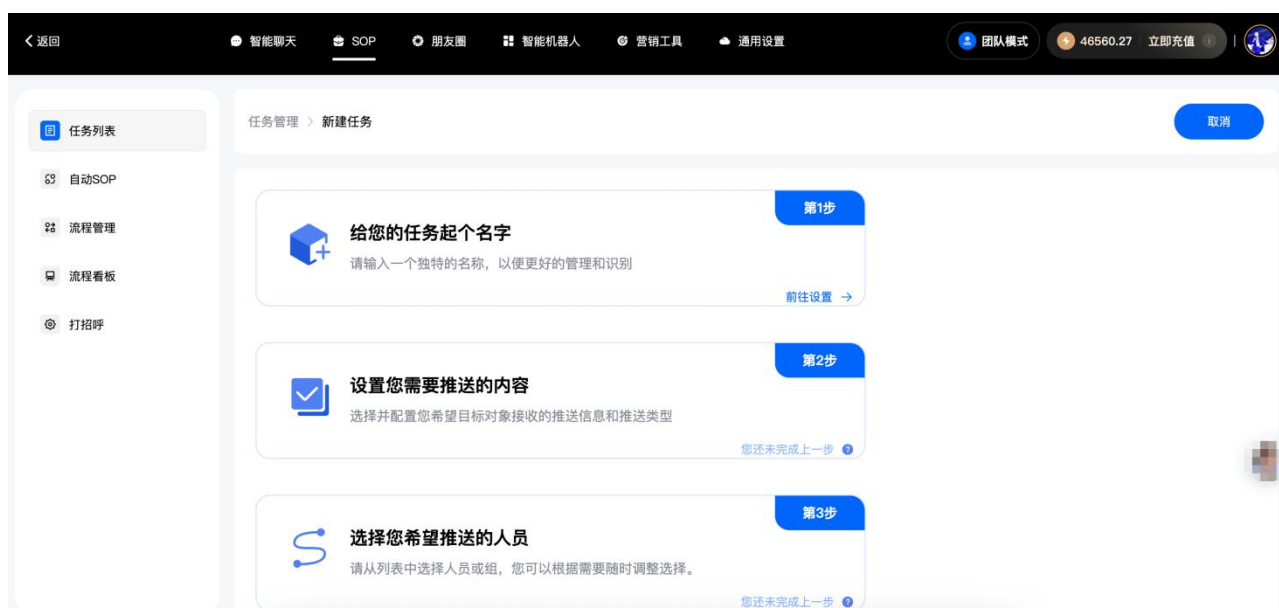 返回 智能聊天 SOP 朋友圈 智能机器人 营销工具 通用设置 团队模式 46560.27 立即充值
任务列表
自动SOP
流程管理
流程看板
打招呼
任务管理 > 新建任务 取消
第1步
给您的任务起个名字
请输入一个独特的名称，以便更好的管理和识别
前往设置 →
第2步
设置您需要推送的内容
选择并配置您希望目标对象接收的推送信息和推送类型
您还未完成上一步 ?
第3步
选择您希望推送的人员
请从列表中选择人员或组，您可以根据需要随时调整选择。
您还未完成上一步 ?